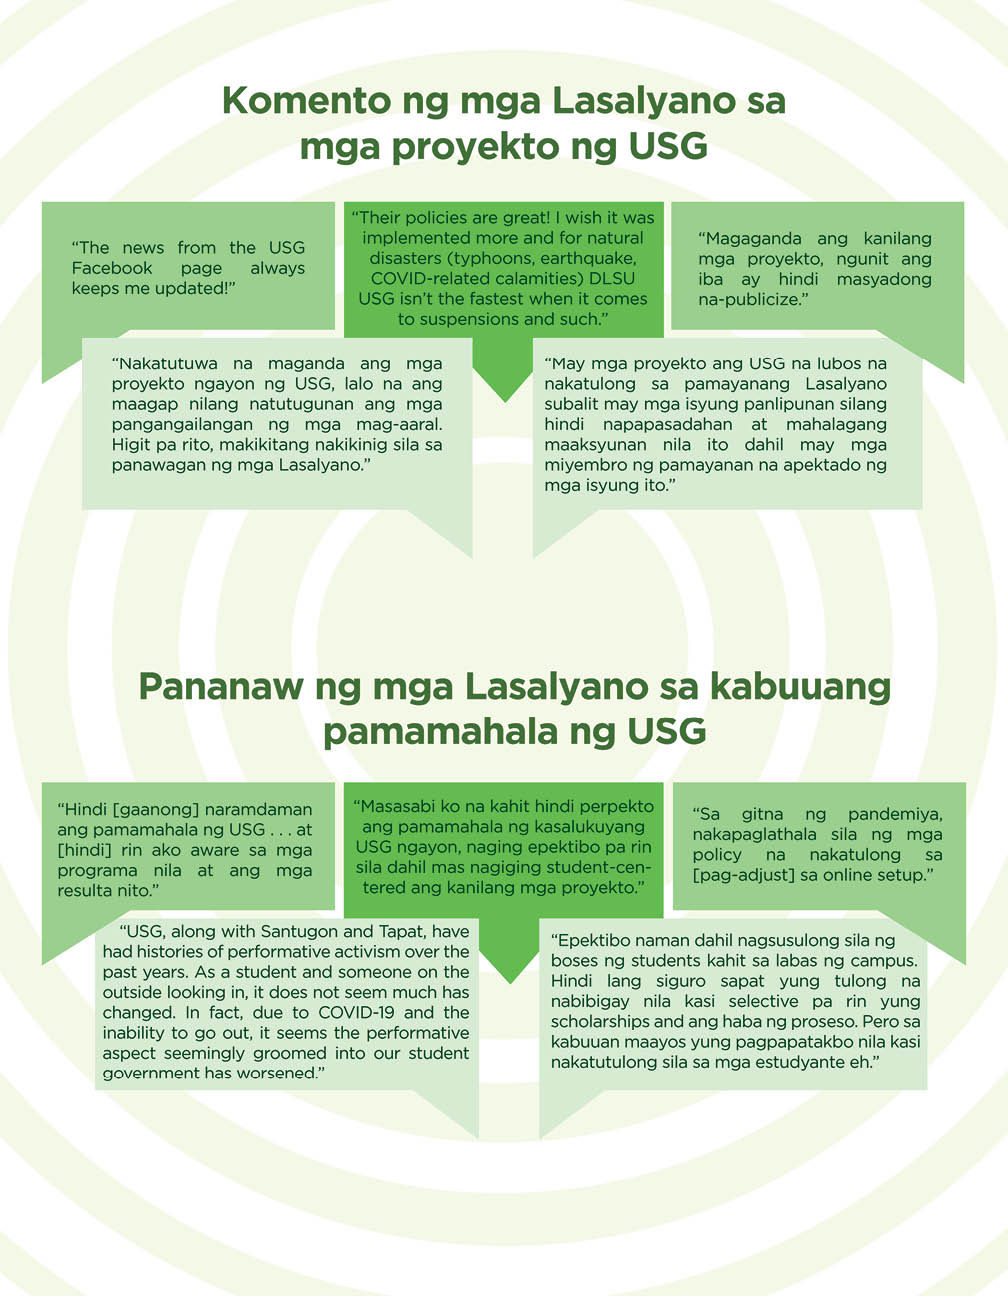 Komento ng mga Lasalyano sa
mga proyekto ng USG
“The news from the USG
Facebook page always
keeps me updated!”
“Their policies are great! I wish it was
implemented more and for natural
disasters (typhoons, earthquake,
COVID-related calamities) DLSU
USG isn’t the fastest when it comes
to suspensions and such.”
“Magaganda ang kanilang
mga proyekto, ngunit ang
iba ay hindi masyadong
na-publicize.”
“Nakatutuwa na maganda ang mga
proyekto ngayon ng USG, lalo na ang
maagap nilang natutugunan ang mga
pangangailangan ng mga mag-aaral.
Higit pa rito, makikitang nakikinig sila sa
panawagan ng mga Lasalyano.”
“May mga proyekto ang USG na lubos na
nakatulong sa pamayanang Lasalyano
subalit may mga isyung panlipunan silang
hindi napapasadahan at mahalagang
maaksyunan nila ito dahil may mga
miyembro ng pamayanan na apektado ng
mga isyung ito.”
Pananaw ng mga Lasalyano sa kabuuang
pamamahala ng USG
“Hindi [gaanong] naramdaman
ang pamamahala ng USG . . . at
[hindi] rin ako aware sa mga
programa nila at ang mga
resulta nito.”
“Masasabi ko na kahit hindi perpekto
ang pamamahala ng kasalukuyang
USG ngayon, naging epektibo pa rin
sila dahil mas nagiging student-cen-
tered ang kanilang mga proyekto.”
“Sa gitna ng pandemiya,
nakapaglathala sila ng mga
policy na nakatulong sa
[pag-adjust] sa online setup.”
“USG, along with Santugon and Tapat, have
had histories of performative activism over the
past years. As a student and someone on the
outside looking in, it does not seem much has
changed. In fact, due to COVID-19 and the
inability to go out, it seems the performative
aspect seemingly groomed into our student
government has worsened.”
“Epektibo naman dahil nagsusulong sila ng
boses ng students kahit sa labas ng campus.
Hindi lang siguro sapat yung tulong na
nabibigay nila kasi selective pa rin yung
scholarships and ang haba ng proseso. Pero sa
kabuuan maayos yung pagpapatakbo nila kasi
nakatutulong sila sa mga estudyante eh.”